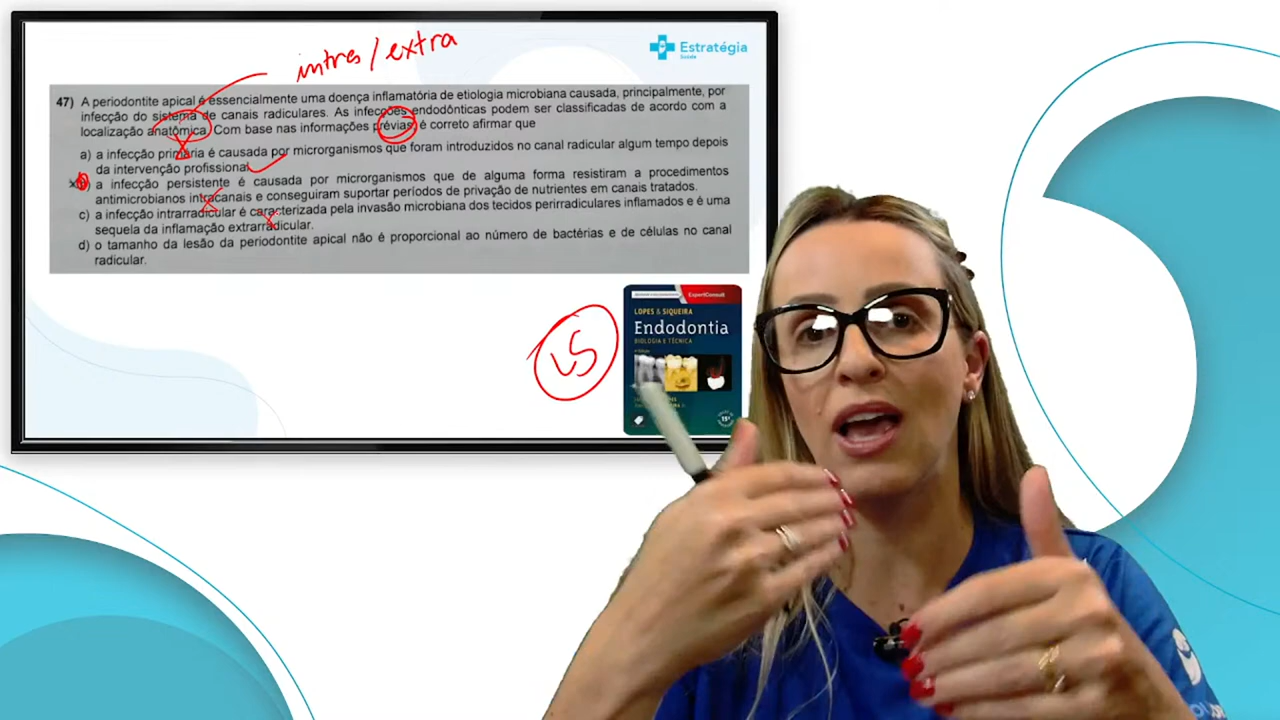 intra / extra
Estratégia
Saúde
47) A periodontite apical é essencialmente uma doença inflamatória de etiologia microbiana causada, principalmente, por
infecção do sistema de canais radiculares. As infecções endodônticas podem ser classificadas de acordo com a
localização anatômica. Com base nas informações prévias, é correto afirmar que
a) a infecção primária é causada por microrganismos que foram introduzidos no canal radicular algum tempo depois
da intervenção profissional.
a infecção persistente é causada por microrganismos que de alguma forma resistiram a procedimentos
antimicrobianos intracanais e conseguiram suportar períodos de privação de nutrientes em canais tratados.
c) a infecção intrarradicular é caracterizada pela invasão microbiana dos tecidos perirradiculares inflamados e é uma
sequela da inflamação extrarradicular.
d) o tamanho da lesão da periodontite apical não é proporcional ao número de bactérias e de células no canal
radicular.
LS
ExpertConsult
LOPES & SIQUEIRA
Endodontia
BIOLOGIA E TÉCNICA